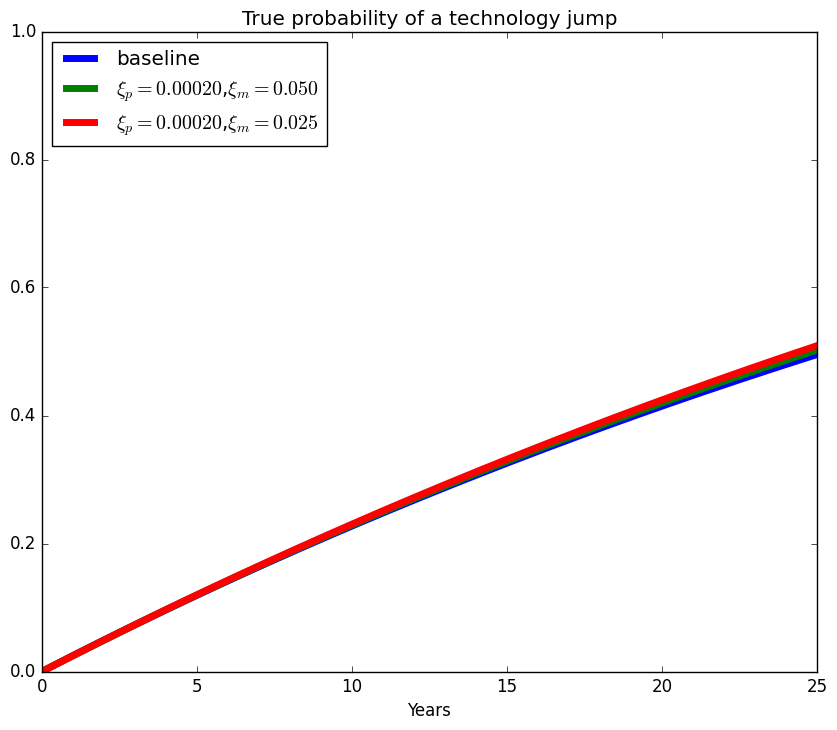 True probability of a technology jump
baseline
ξp = 0.00020,ξm = 0.050
ξp = 0.00020,ξm = 0.025
1.0
0.8
0.6
0.4
0.2
0.0
0 5 10 15 20 25
Years